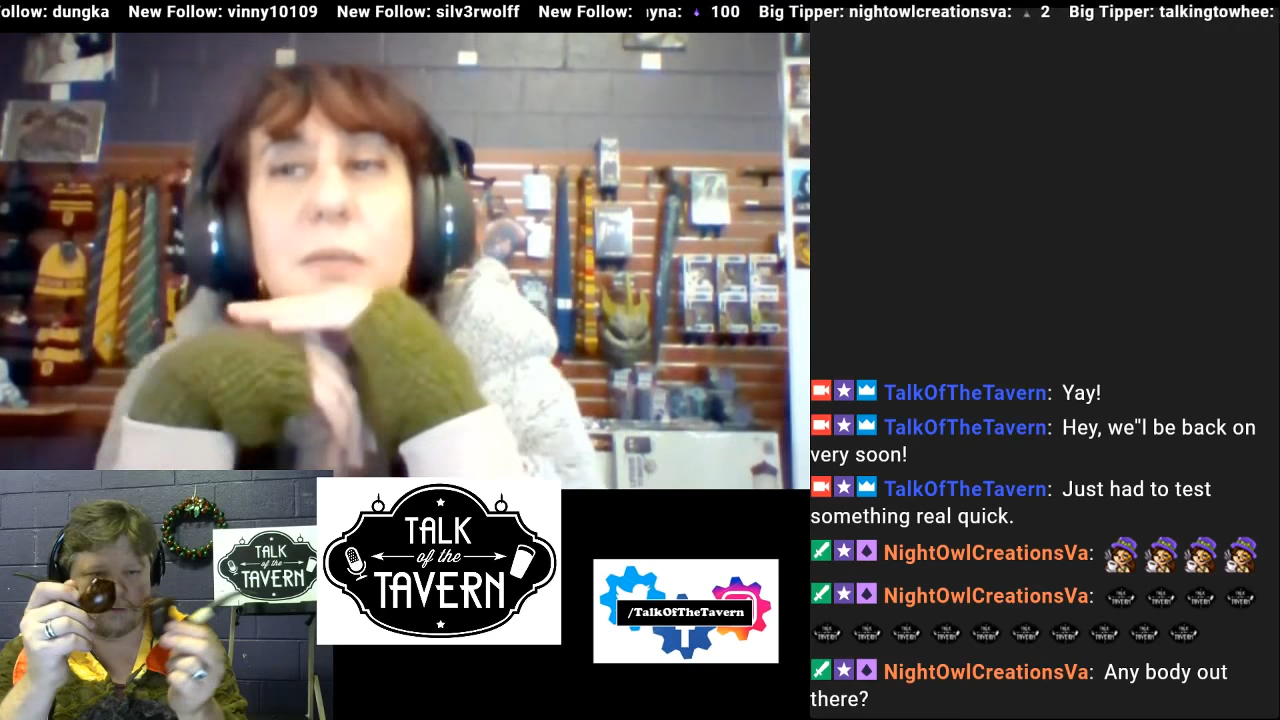 ollow: dungka New Follow: vinny10109 New Follow: silv3rwolff New Follow: yna: 100 Big Tipper: nightowlcreationsva: 2 Big Tipper: talkingtowhee:
TalkOfTheTavern: Yay!
TalkOfTheTavern: Hey, we"l be back on
very soon!
TalkOfTheTavern: Just had to test
something real quick.
NightOwlCreationsVa:
NightOwlCreationsVa:
NightOwlCreationsVa: Any body out
there?
TALK
of the
TAVERN
TALK
of the
TAVERN
/TalkOfTheTavern